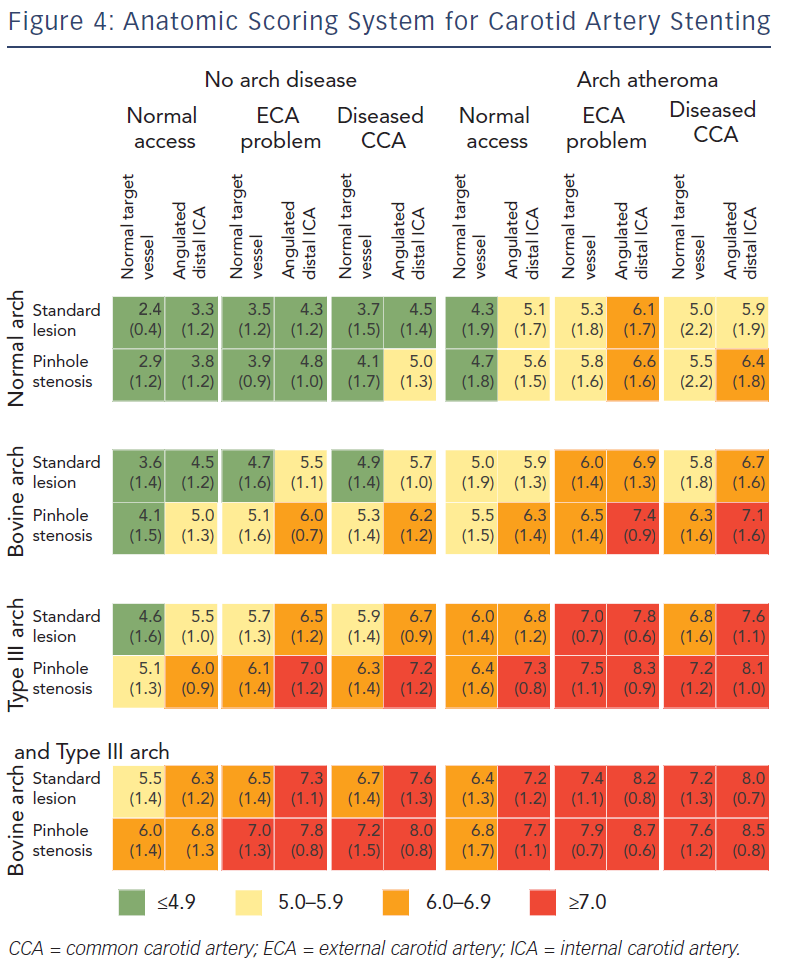 Figure 4: Anatomic Scoring System for Carotid Artery Stenting
No arch disease Arch atheroma
Normal access ECA problem Diseased CCA Normal access ECA problem Diseased CCA
Normal target vessel Angulated distal ICA Normal target vessel Angulated distal ICA Normal target vessel Angulated distal ICA Normal target vessel Angulated distal ICA Normal target vessel Angulated distal ICA Normal target vessel Angulated distal ICA
Normal arch
Standard 2.4 3.3 3.5 4.3 3.7 4.5 4.3 5.1 5.3 6.1 5.0 5.9
lesion (0.4) (1.2) (1.2) (1.2) (1.5) (1.4) (1.9) (1.7) (1.8) (1.7) (2.2) (1.9)
Pinhole 2.9 3.8 3.9 4.8 4.1 5.0 4.7 5.6 5.8 6.6 5.5 6.4
stenosis (1.2) (1.2) (0.9) (1.0) (1.7) (1.3) (1.8) (1.5) (1.6) (1.6) (2.2) (1.8)
Bovine arch
Standard 3.6 4.5 4.7 5.5 4.9 5.7 5.0 5.9 6.0 6.9 5.8 6.7
lesion (1.4) (1.2) (1.6) (1.1) (1.4) (1.0) (1.9) (1.3) (1.4) (1.3) (1.8) (1.6)
Pinhole 4.1 5.0 5.1 6.0 5.3 6.2 5.5 6.3 6.5 7.4 6.3 7.1
stenosis (1.5) (1.3) (1.6) (0.7) (1.4) (1.2) (1.5) (1.4) (1.4) (0.9) (1.6) (1.6)
Type III arch
Standard 4.6 5.5 5.7 6.5 5.9 6.7 6.0 6.8 7.0 7.8 6.8 7.6
lesion (1.6) (1.0) (1.3) (1.2) (1.4) (0.9) (1.4) (1.2) (0.7) (0.6) (1.6) (1.1)
Pinhole 5.1 6.0 6.1 7.0 6.3 7.2 6.4 7.3 7.5 8.3 7.2 8.1
stenosis (1.3) (0.9) (1.4) (1.2) (1.4) (1.2) (1.6) (0.8) (1.1) (0.9) (1.2) (1.0)
Bovine arch
and Type III arch
Standard 5.5 6.3 6.5 7.3 6.7 7.6 6.4 7.2 7.4 8.2 7.2 8.0
lesion (1.4) (1.2) (1.4) (1.1) (1.4) (1.3) (1.3) (1.2) (1.1) (0.8) (1.3) (0.7)
Pinhole 6.0 6.8 7.0 7.8 7.2 8.0 6.8 7.7 7.9 8.7 7.6 8.5
stenosis (1.4) (1.3 (1.3) (0.8) (1.5) (0.8) (1.7) (1.1) (0.7) (0.6) (1.2) (0.8)
≤4.9 5.0–5.9 6.0–6.9 ≥7.0
CCA = common carotid artery; ECA = external carotid artery; ICA = internal carotid artery.